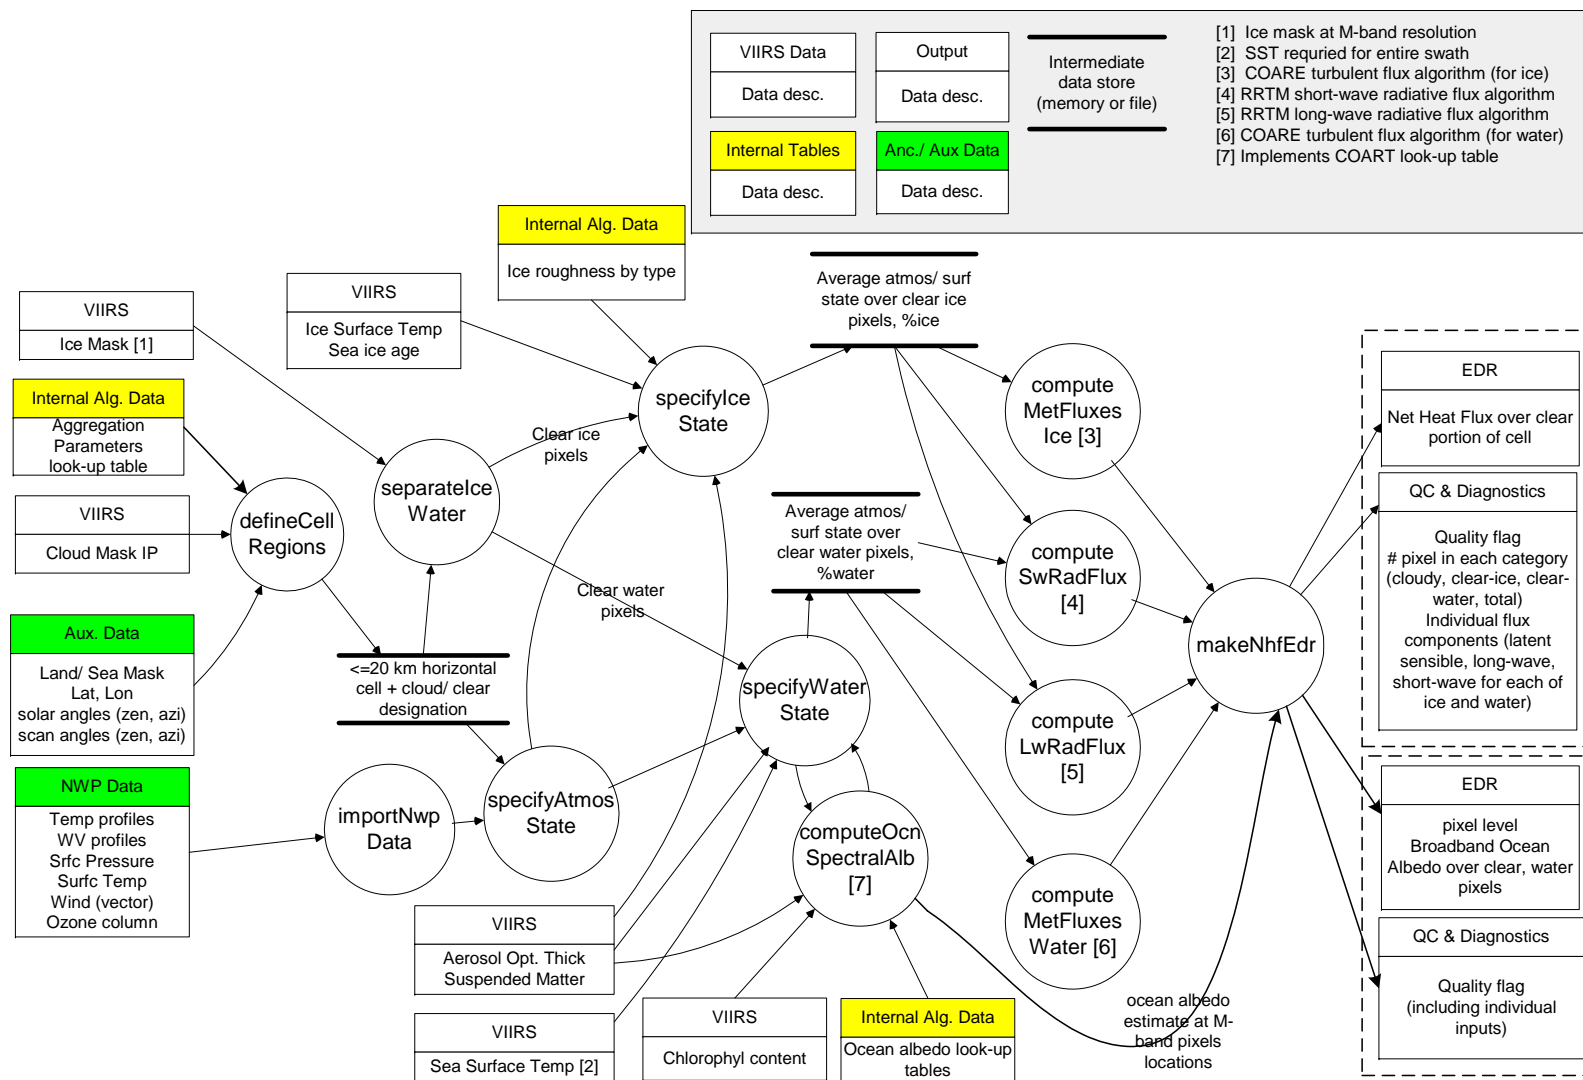 VIIRS Data
Data desc.
Output
Data desc.
Internal Tables
Data desc.
Anc./ Aux Data
Data desc.
Intermediate
data store
(memory or file)
[1]  Ice mask at M-band resolution
[2]  SST requried for entire swath
[3]  COARE turbulent flux algorithm (for ice)
[4] RRTM short-wave radiative flux algorithm
[5] RRTM long-wave radiative flux algorithm
[6] COARE turbulent flux algorithm (for water)
[7] Implements COART look-up table
Internal Alg. Data
Ice roughness by type
VIIRS
Ice Surface Temp
Sea ice age
VIIRS
Ice Mask [1]
Internal Alg. Data
Aggregation
Parameters
look-up table
VIIRS
Cloud Mask IP
Aux. Data
Land/ Sea Mask
Lat, Lon
solar angles (zen, azi)
scan angles (zen, azi)
NWP Data
Temp profiles
WV profiles
Srfc Pressure
Surfc Temp
Wind (vector)
Ozone column
defineCell
Regions
separateIce
Water
Clear ice
pixels
Clear water
pixels
<=20 km horizontal
cell + cloud/ clear
designation
importNwp
Data
specifyAtmos
State
specifyIce
State
Average atmos/ surf
state over clear ice
pixels, %ice
Average atmos/
surf state over
clear water pixels,
%water
specifyWater
State
computeOcn
SpectralAlb
[7]
VIIRS
Aerosol Opt. Thick
Suspended Matter
VIIRS
Sea Surface Temp [2]
VIIRS
Chlorophyl content
Internal Alg. Data
Ocean albedo look-up
tables
compute
MetFluxes
Ice [3]
compute
SwRadFlux
[4]
compute
LwRadFlux
[5]
compute
MetFluxes
Water [6]
ocean albedo
estimate at M-
band pixels
locations
makeNhfEdr
EDR
Net Heat Flux over clear
portion of cell
QC & Diagnostics
Quality flag
# pixel in each category
(cloudy, clear-ice, clear-
water, total)
Individual flux
components (latent
sensible, long-wave,
short-wave for each of
ice and water)
EDR
pixel level
Broadband Ocean
Albedo over clear, water
pixels
QC & Diagnostics
Quality flag
(including individual
inputs)